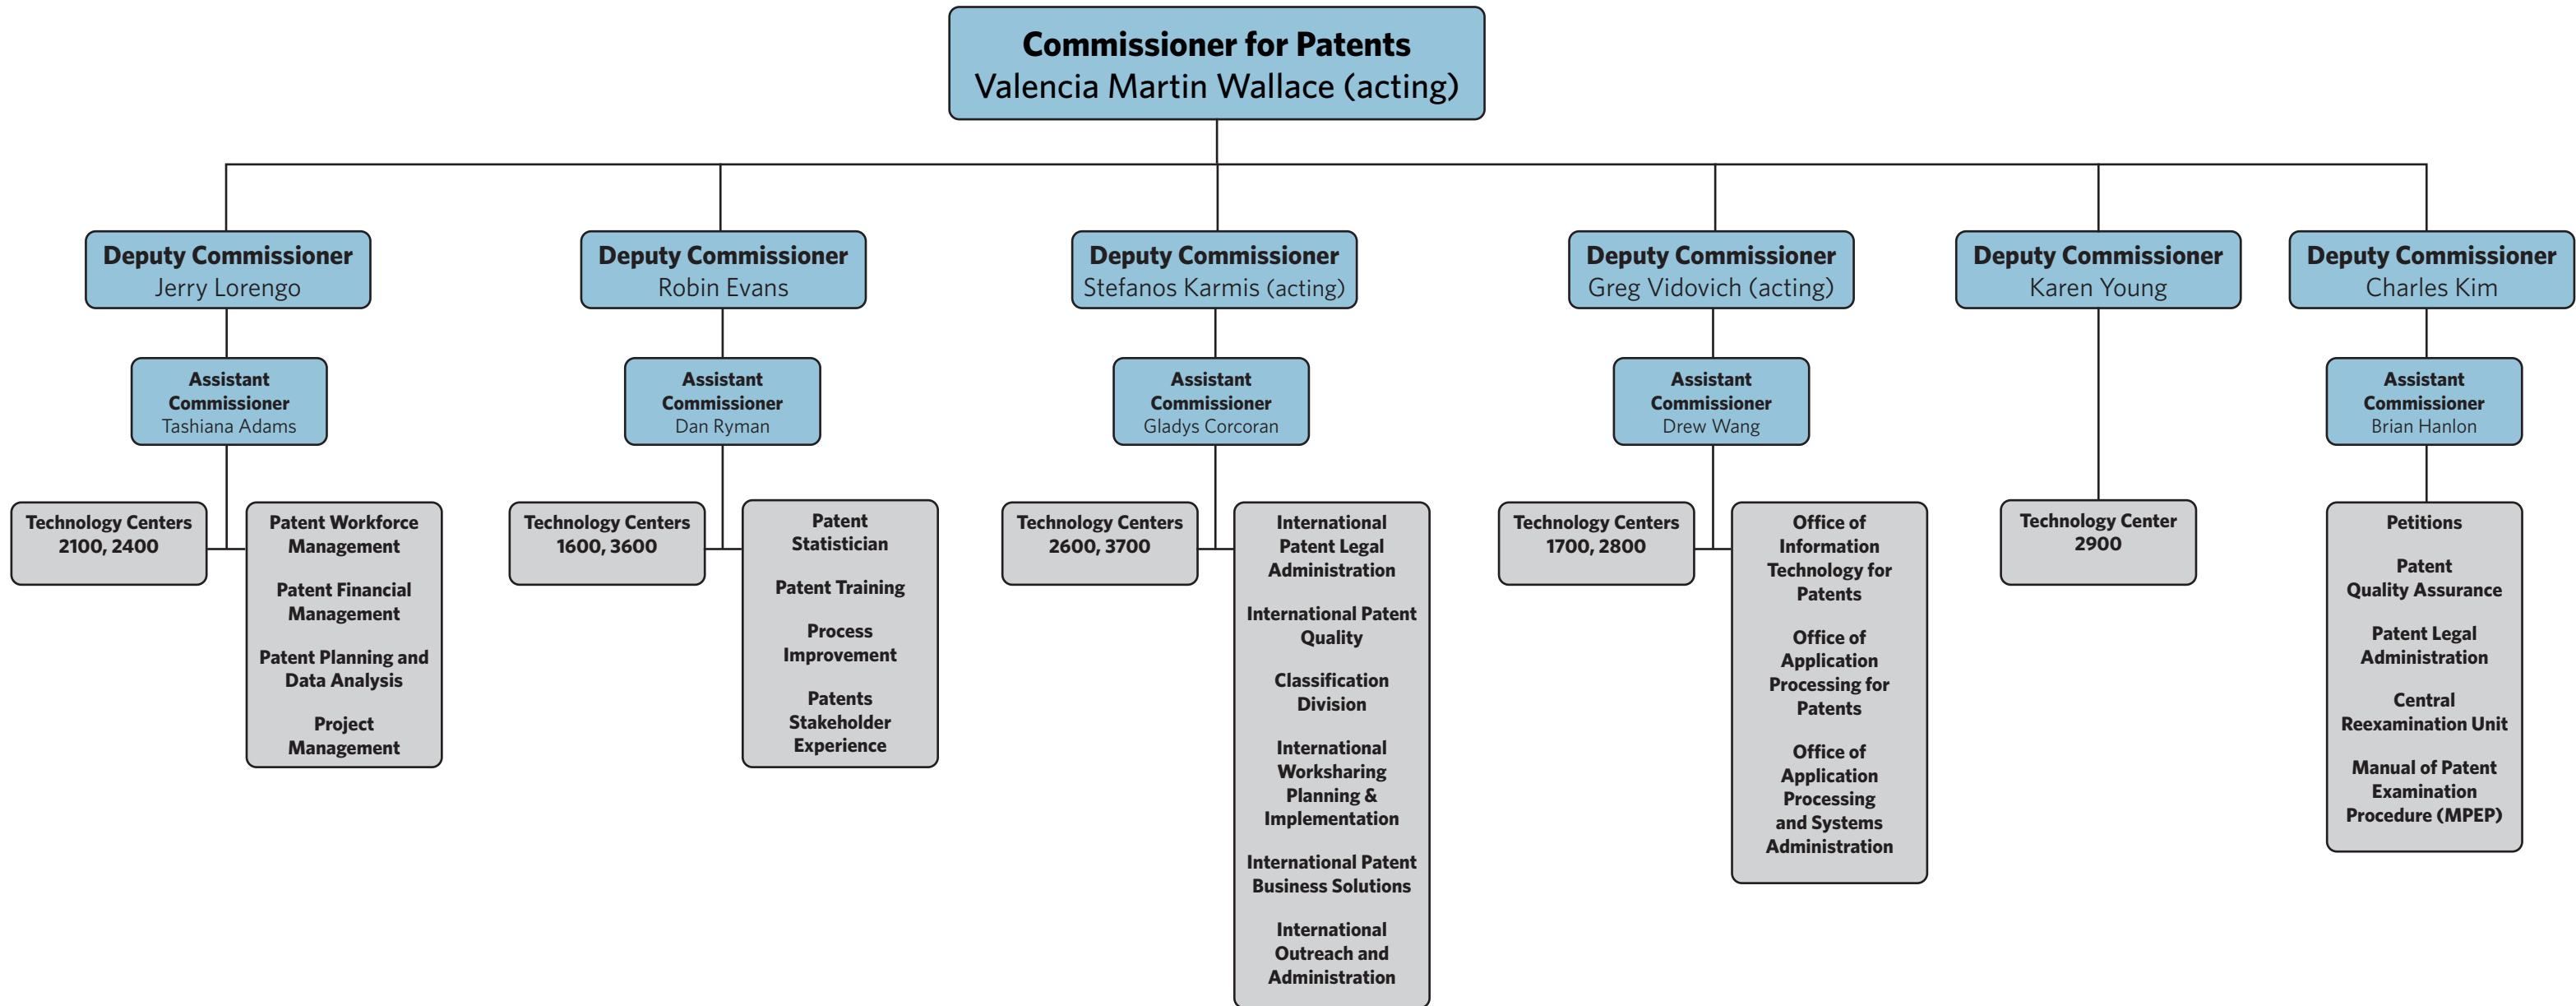 Commissioner for Patents
Valencia Martin Wallace (acting)
Deputy Commissioner
Jerry Lorengo
Deputy Commissioner
Robin Evans
Deputy Commissioner
Stefanos Karmis (acting)
Deputy Commissioner
Greg Vidovich (acting)
Deputy Commissioner
Karen Young
Deputy Commissioner
Charles Kim
Assistant
Commissioner
Tashiana Adams
Assistant
Commissioner
Dan Ryman
Assistant
Commissioner
Gladys Corcoran
Assistant
Commissioner
Drew Wang
Assistant
Commissioner
Brian Hanlon
Technology Centers
2100, 2400
Patent Workforce
Management
Patent Financial
Management
Patent Planning and
Data Analysis
Project
Management
Technology Centers
1600, 3600
Patent
Statistician
Patent Training
Process
Improvement
Patents
Stakeholder
Experience
Technology Centers
2600, 3700
International
Patent Legal
Administration
International Patent
Quality
Classification
Division
International
Worksharing
Planning &
Implementation
International Patent
Business Solutions
International
Outreach and
Administration
Technology Centers
1700, 2800
Office of
Information
Technology for
Patents
Office of
Application
Processing for
Patents
Office of
Application
Processing
and Systems
Administration
Technology Center
2900
Petitions
Patent
Quality Assurance
Patent Legal
Administration
Central
Reexamination Unit
Manual of Patent
Examination
Procedure (MPEP)